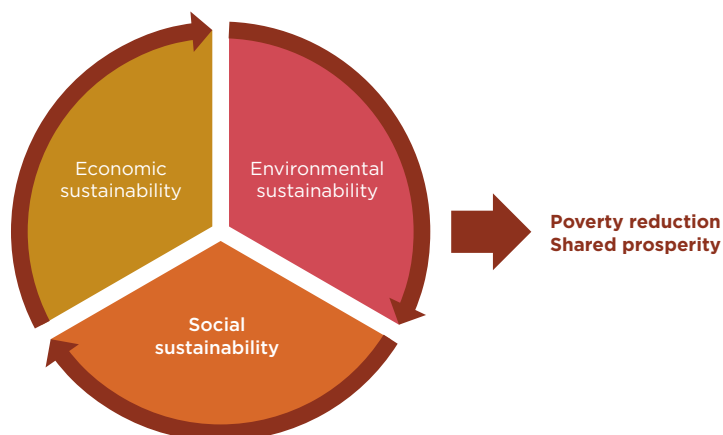 Economic
sustainability
Environmental
sustainability
Social
sustainability
Poverty reduction
Shared prosperity